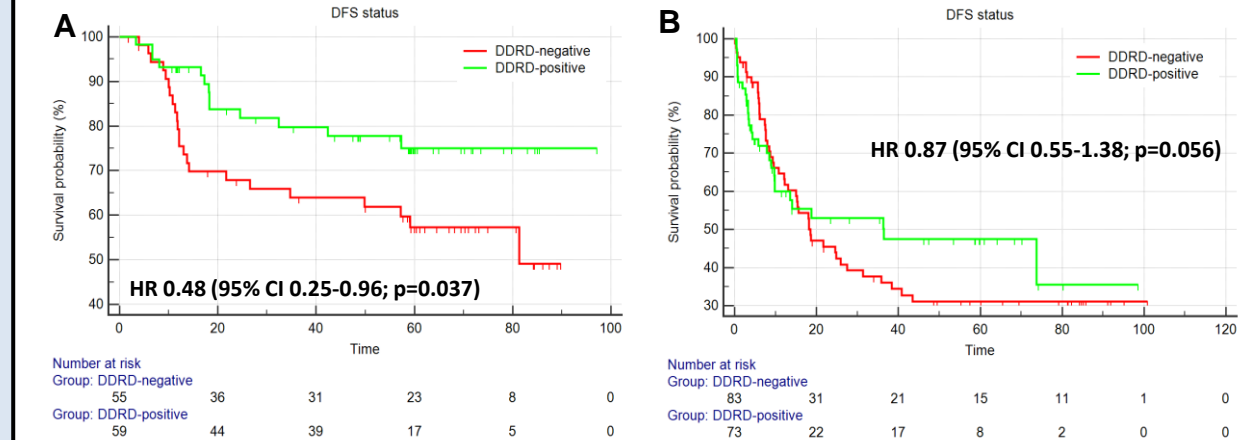 A
DFS status
DDRD-negative
DDRD-positive
Survival probability (%)
100
90
80
70
60
50
40
HR 0.48 (95% CI 0.25-0.96; p=0.037)
0 20 40 60 80 100
Time
Number at risk
Group: DDRD-negative
55 36 31 23 8 0
Group: DDRD-positive
59 44 39 17 5 0
B
DFS status
DDRD-negative
DDRD-positive
Survival probability (%)
100
90
80
70
60
50
40
30
HR 0.87 (95% CI 0.55-1.38; p=0.056)
0 20 40 60 80 100 120
Time
Number at risk
Group: DDRD-negative
83 31 21 15 11 1 0
Group: DDRD-positive
73 22 17 8 2 0 0